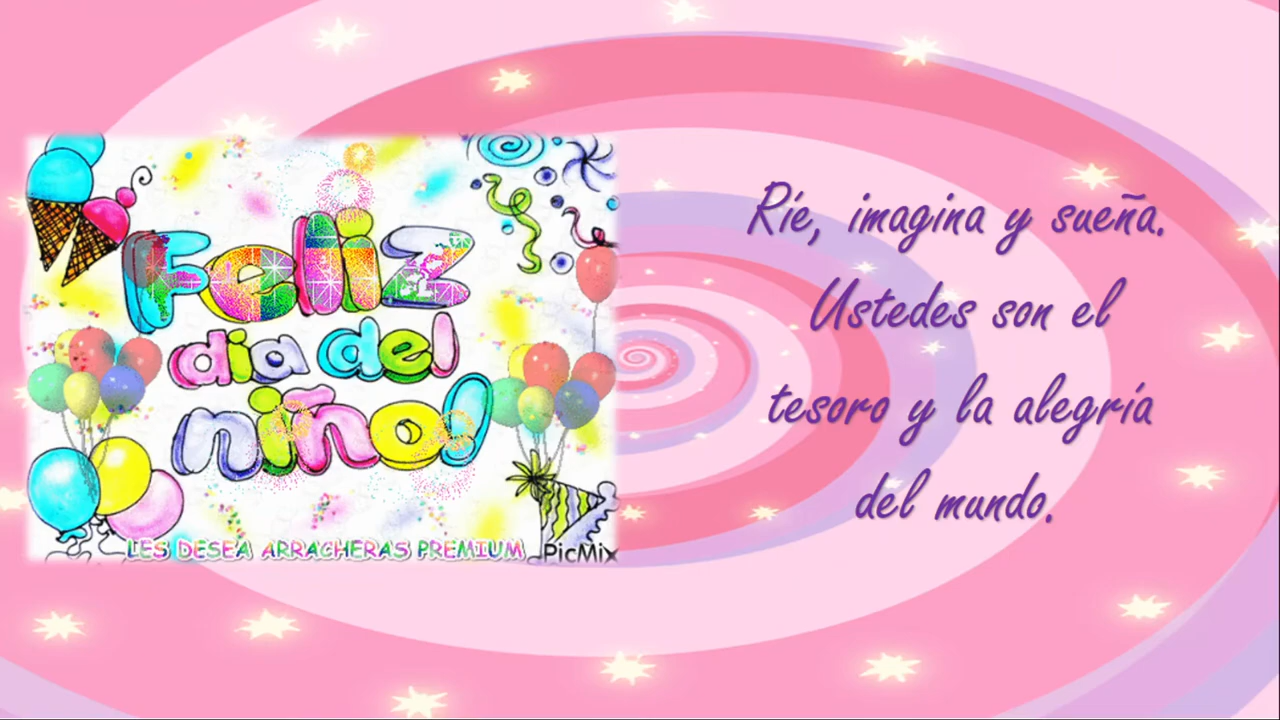 Feliz
dia del
niño!
LES DESEA ARRACHERAS PREMIUM
PicMix
Ríe, imagina y sueña.
Ustedes son el
tesoro y la alegría
del mundo.